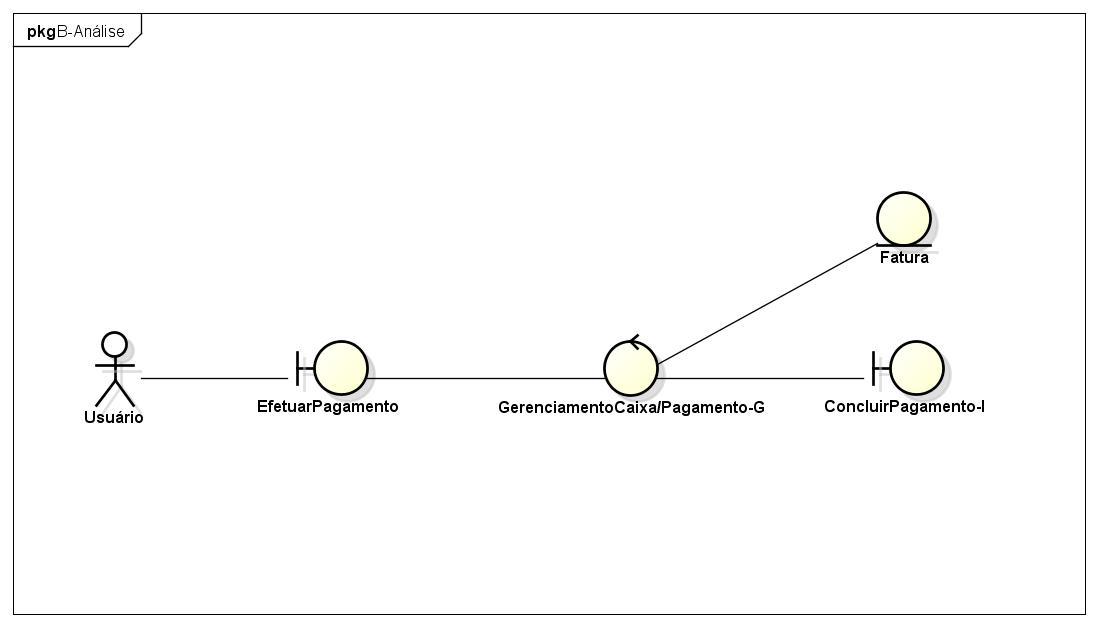 pkgB-Análise
Fatura
Usuário
EfetuarPagamento
GerenciamentoCaixa/Pagamento-G
ConcluirPagamento-I